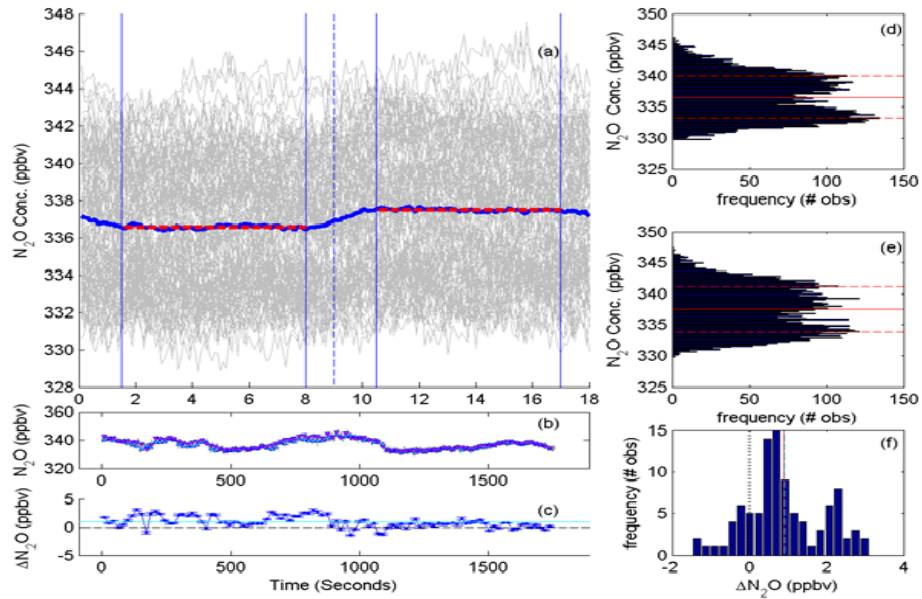 348
346
344
342
340
338
336
334
332
330
328
N2O Conc. (ppbv)
(a)
0 2 4 6 8 10 12 14 16 18
360
340
320
N2O (ppbv)
(b)
0 500 1000 1500
5
0
-5
ΔN2O (ppbv)
(c)
0 500 1000 1500
Time (Seconds)
350
345
340
335
330
325
N2O Conc. (ppbv)
(d)
0 50 100 150
frequency (# obs)
350
345
340
335
330
325
N2O Conc. (ppbv)
(e)
0 50 100 150
frequency (# obs)
15
10
5
0
frequency (# obs)
(f)
-2 0 2 4
ΔN2O (ppbv)